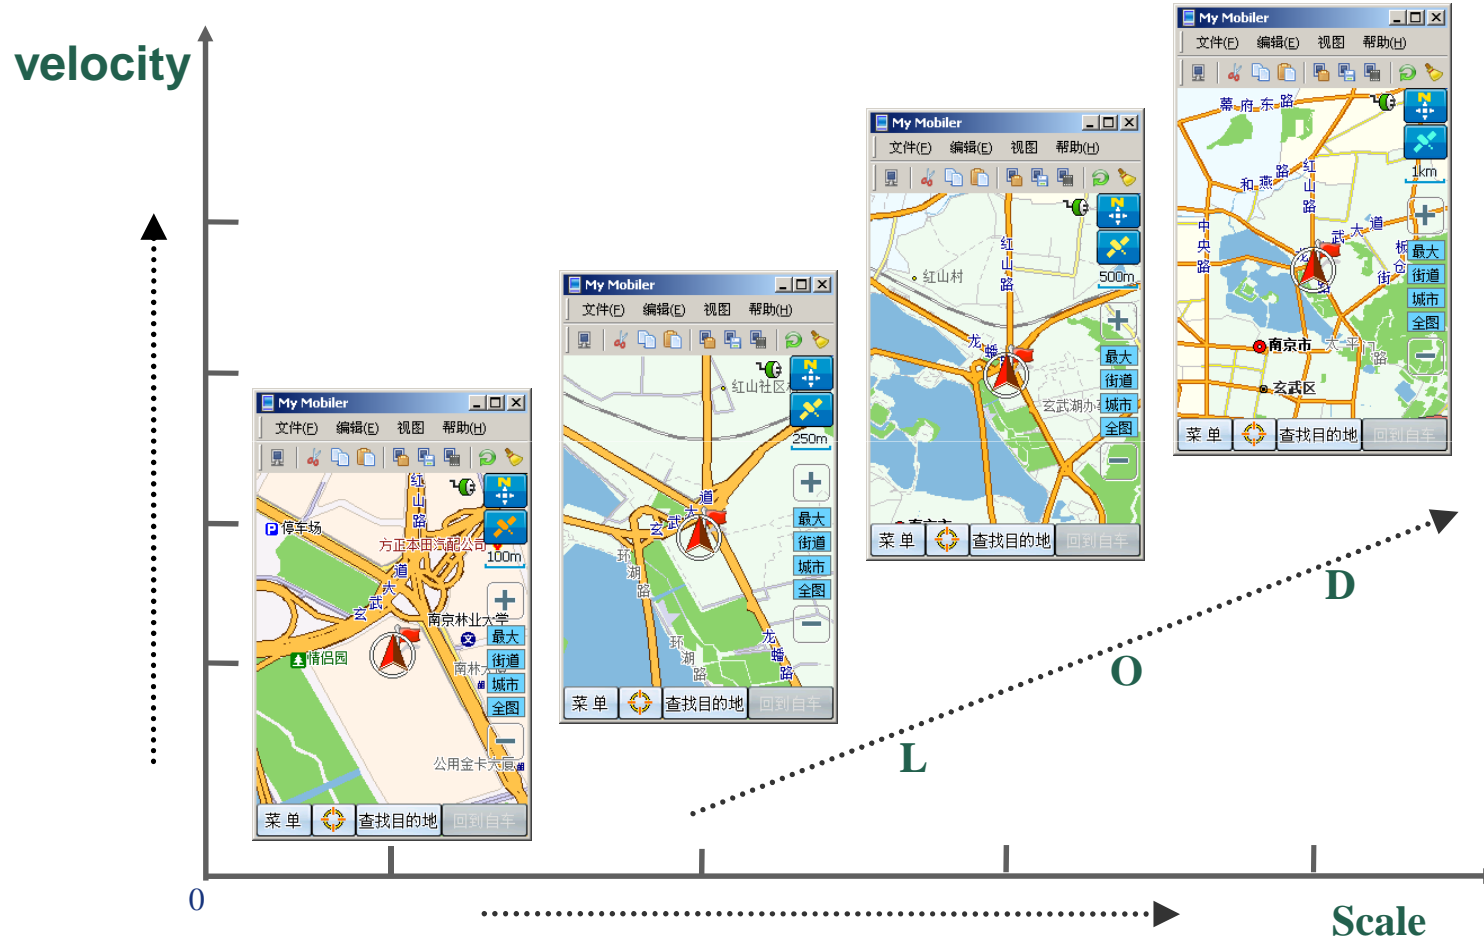 velocity
My Mobiler
文件(F) 编辑(E) 视图 帮助(H)
幕府东路
和燕路
红山路
中央路
1km
武大道
板仓街
最大
街道
城市
全图
南京市
太平门路
玄武区
菜单
查找目的地
回到自车
My Mobiler
文件(F) 编辑(E) 视图 帮助(H)
红山路
红山村
500m
龙蟠
最大
街道
玄武湖办
城市
全图
菜单
查找目的地
回到自车
My Mobiler
文件(F) 编辑(E) 视图 帮助(H)
红山社区
250m
玄武大道
最大
环湖路
街道
城市
全图
环湖路
龙蟠路
菜单
查找目的地
回到自车
My Mobiler
文件(F) 编辑(E) 视图 帮助(H)
红山路
停车场
方正本田汽配公司
100m
玄武大道
南京林业大学
最大
情侣园
南林大
街道
城市
全图
公用金卡大厦
菜单
查找目的地
回到自车
L
O
D
0
Scale